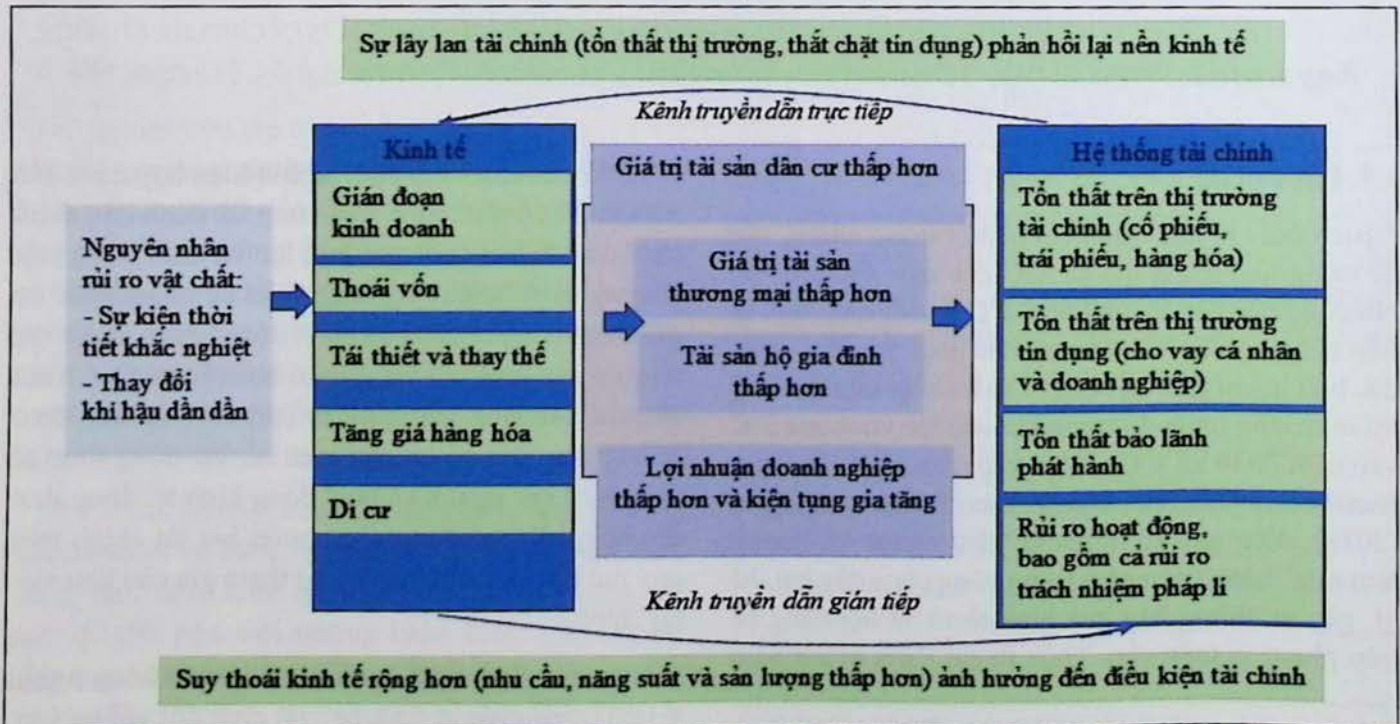 Sự lây lan tài chính (tổn thất thị trường, thắt chặt tín dụng) phản hồi lại nền kinh tế
Kênh truyền dẫn trực tiếp
Nguyên nhân
rủi ro vật chất:
- Sự kiện thời
tiết khắc nghiệt
- Thay đổi
khí hậu dần dần
Kinh tế
Gián đoạn
kinh doanh
Thoái vốn
Tái thiết và thay thế
Tăng giá hàng hóa
Di cư
Giá trị tài sản dân cư thấp hơn
Giá trị tài sản
thương mại thấp hơn
Tài sản hộ gia đình
thấp hơn
Lợi nhuận doanh nghiệp
thấp hơn và kiện tụng gia tăng
Hệ thống tài chính
Tổn thất trên thị trường
tài chính (cổ phiếu,
trái phiếu, hàng hóa)
Tổn thất trên thị trường
tín dụng (cho vay cá nhân
và doanh nghiệp)
Tổn thất bảo lãnh
phát hành
Rủi ro hoạt động,
bao gồm cả rủi ro
trách nhiệm pháp lí
Kênh truyền dẫn gián tiếp
Suy thoái kinh tế rộng hơn (nhu cầu, năng suất và sản lượng thấp hơn) ảnh hưởng đến điều kiện tài chính